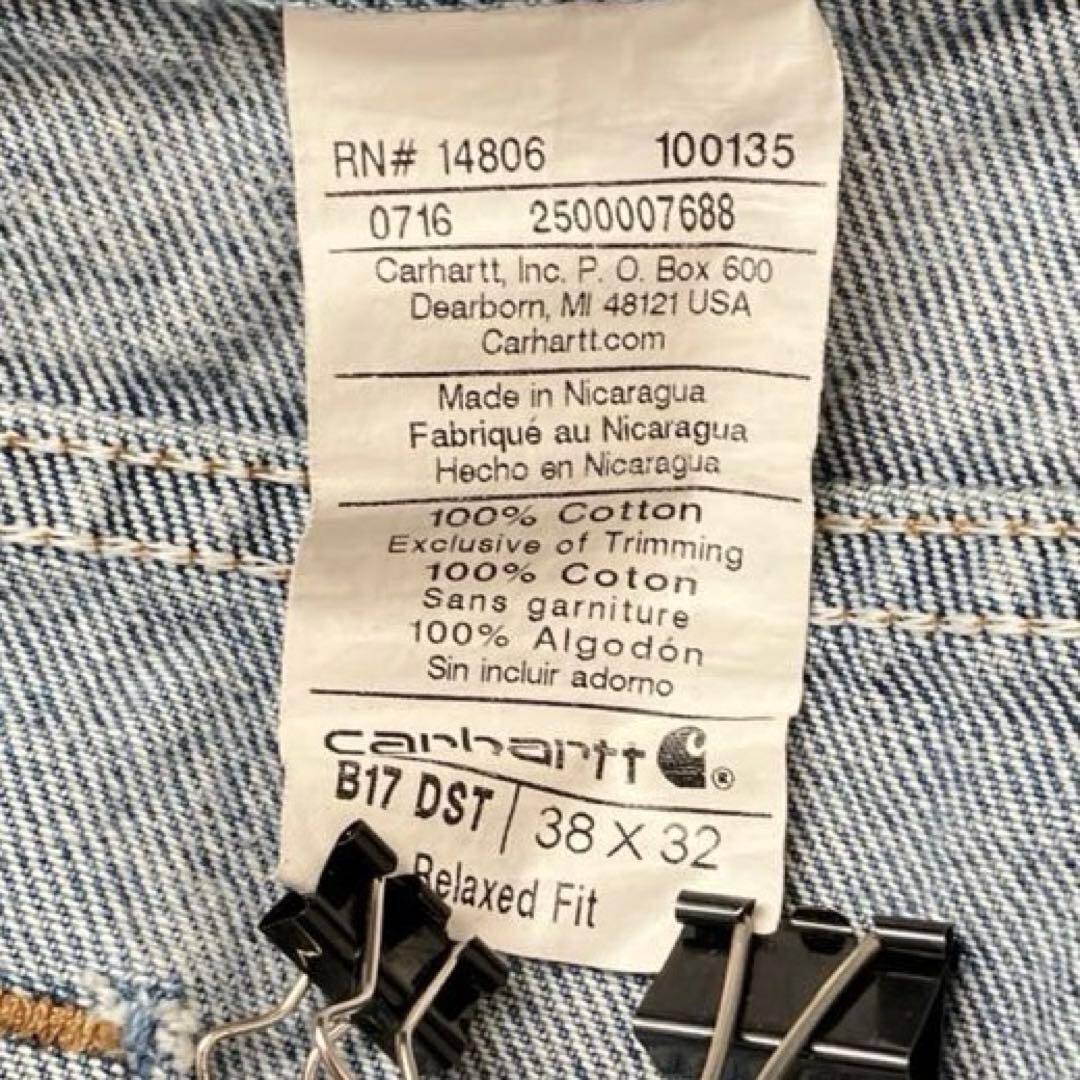 RN# 14806 100135
0716 2500007688
Carhartt, Inc. P. O. Box 600
Dearborn, MI 48121 USA
Carhartt.com
Made in Nicaragua
Fabriqué au Nicaragua
Hecho en Nicaragua
100% Cotton
Exclusive of Trimming
100% Coton
Sans garniture
100% Algodón
Sin incluir adorno
carhartt ®
B17 DST | 38 X 32
Relaxed Fit